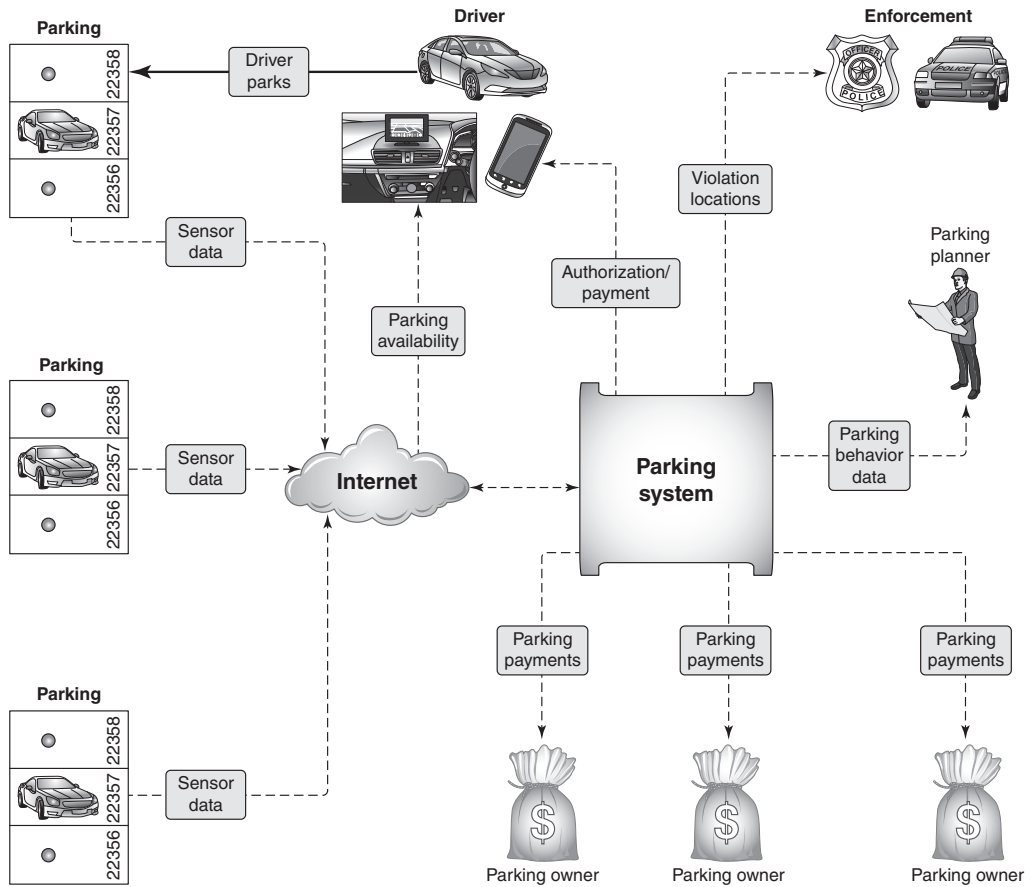 Parking
Driver
Enforcement
22358
22357
22356
Driver
parks
OFFICER
POLICE
POLICE
Violation
locations
Sensor
data
Authorization/
payment
Parking
planner
Parking
availability
Parking
22358
22357
22356
Sensor
data
Internet
Parking
system
Parking
behavior
data
Parking
payments
Parking
payments
Parking
payments
Parking
22358
22357
22356
Sensor
data
$
$
$
Parking owner
Parking owner
Parking owner